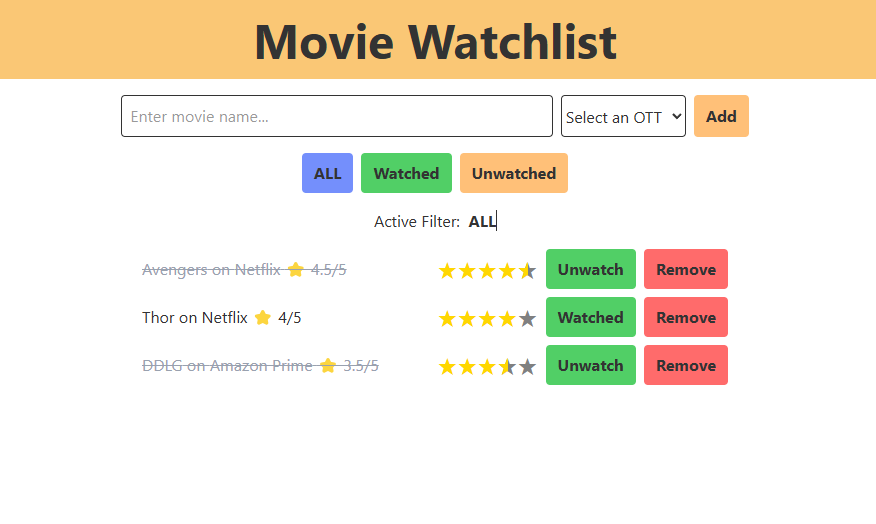 Movie Watchlist
Enter movie name... Select an OTT Add
ALL Watched Unwatched
Active Filter: ALL
Avengers on Netflix ⭐ 4.5/5 Unwatch Remove
Thor on Netflix ⭐ 4/5 Watched Remove
DDLG on Amazon Prime ⭐ 3.5/5 Unwatch Remove